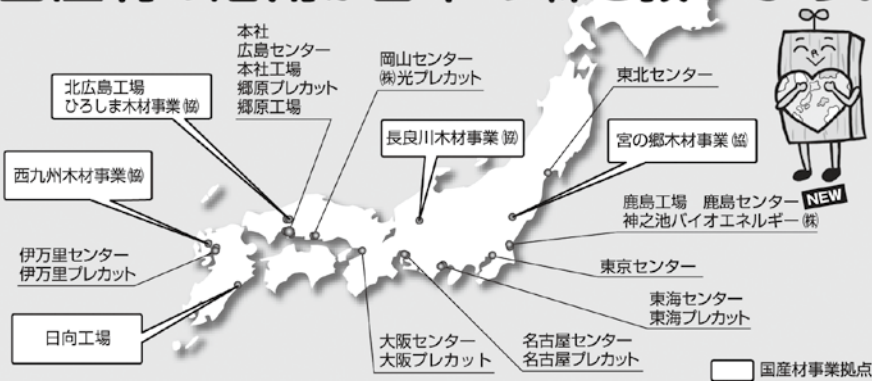 本社
広島センター
本社工場
郷原プレカット
郷原工場
岡山センター
㈱光プレカット
東北センター
北広島工場
ひろしま木材事業㈿
長良川木材事業㈿
宮の郷木材事業㈿
西九州木材事業㈿
鹿島工場 鹿島センター NEW
神之池バイオエネルギー㈱
伊万里センター
伊万里プレカット
東京センター
東海センター
東海プレカット
日向工場
大阪センター
大阪プレカット
名古屋センター
名古屋プレカット
国産材事業拠点